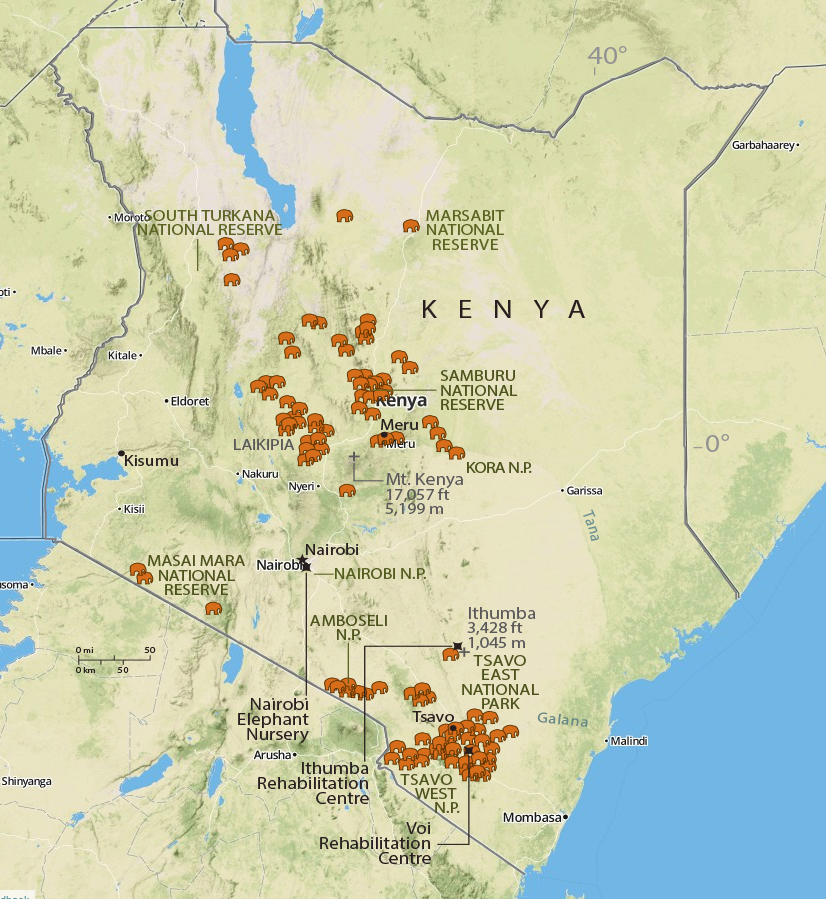 40°
Garbahaarey
Moroto
SOUTH TURKANA
NATIONAL RESERVE
MARSABIT
NATIONAL
RESERVE
KENYA
Mbale
Kitale
SAMBURU
NATIONAL
RESERVE
Kenya
Eldoret
Meru
Meru
LAIKIPIA
0°
Kisumu
KORA N.P.
Nakuru
Mt. Kenya
17,057 ft
5,199 m
Nyeri
Garissa
Kisii
Tana
Nairobi
Nairobi
MASAI MARA
NATIONAL
RESERVE
NAIROBI N.P.
AMBOSELI
N.P.
Ithumba
3,428 ft
1,045 m
0 mi 50
0 km 50
TSAVO
EAST
NATIONAL
PARK
Nairobi
Elephant
Nursery
Tsavo
Galana
Malindi
Arusha
Ithumba
Rehabilitation
Centre
Shinyanga
TSAVO
WEST
N.P.
Mombasa
Voi
Rehabilitation
Centre